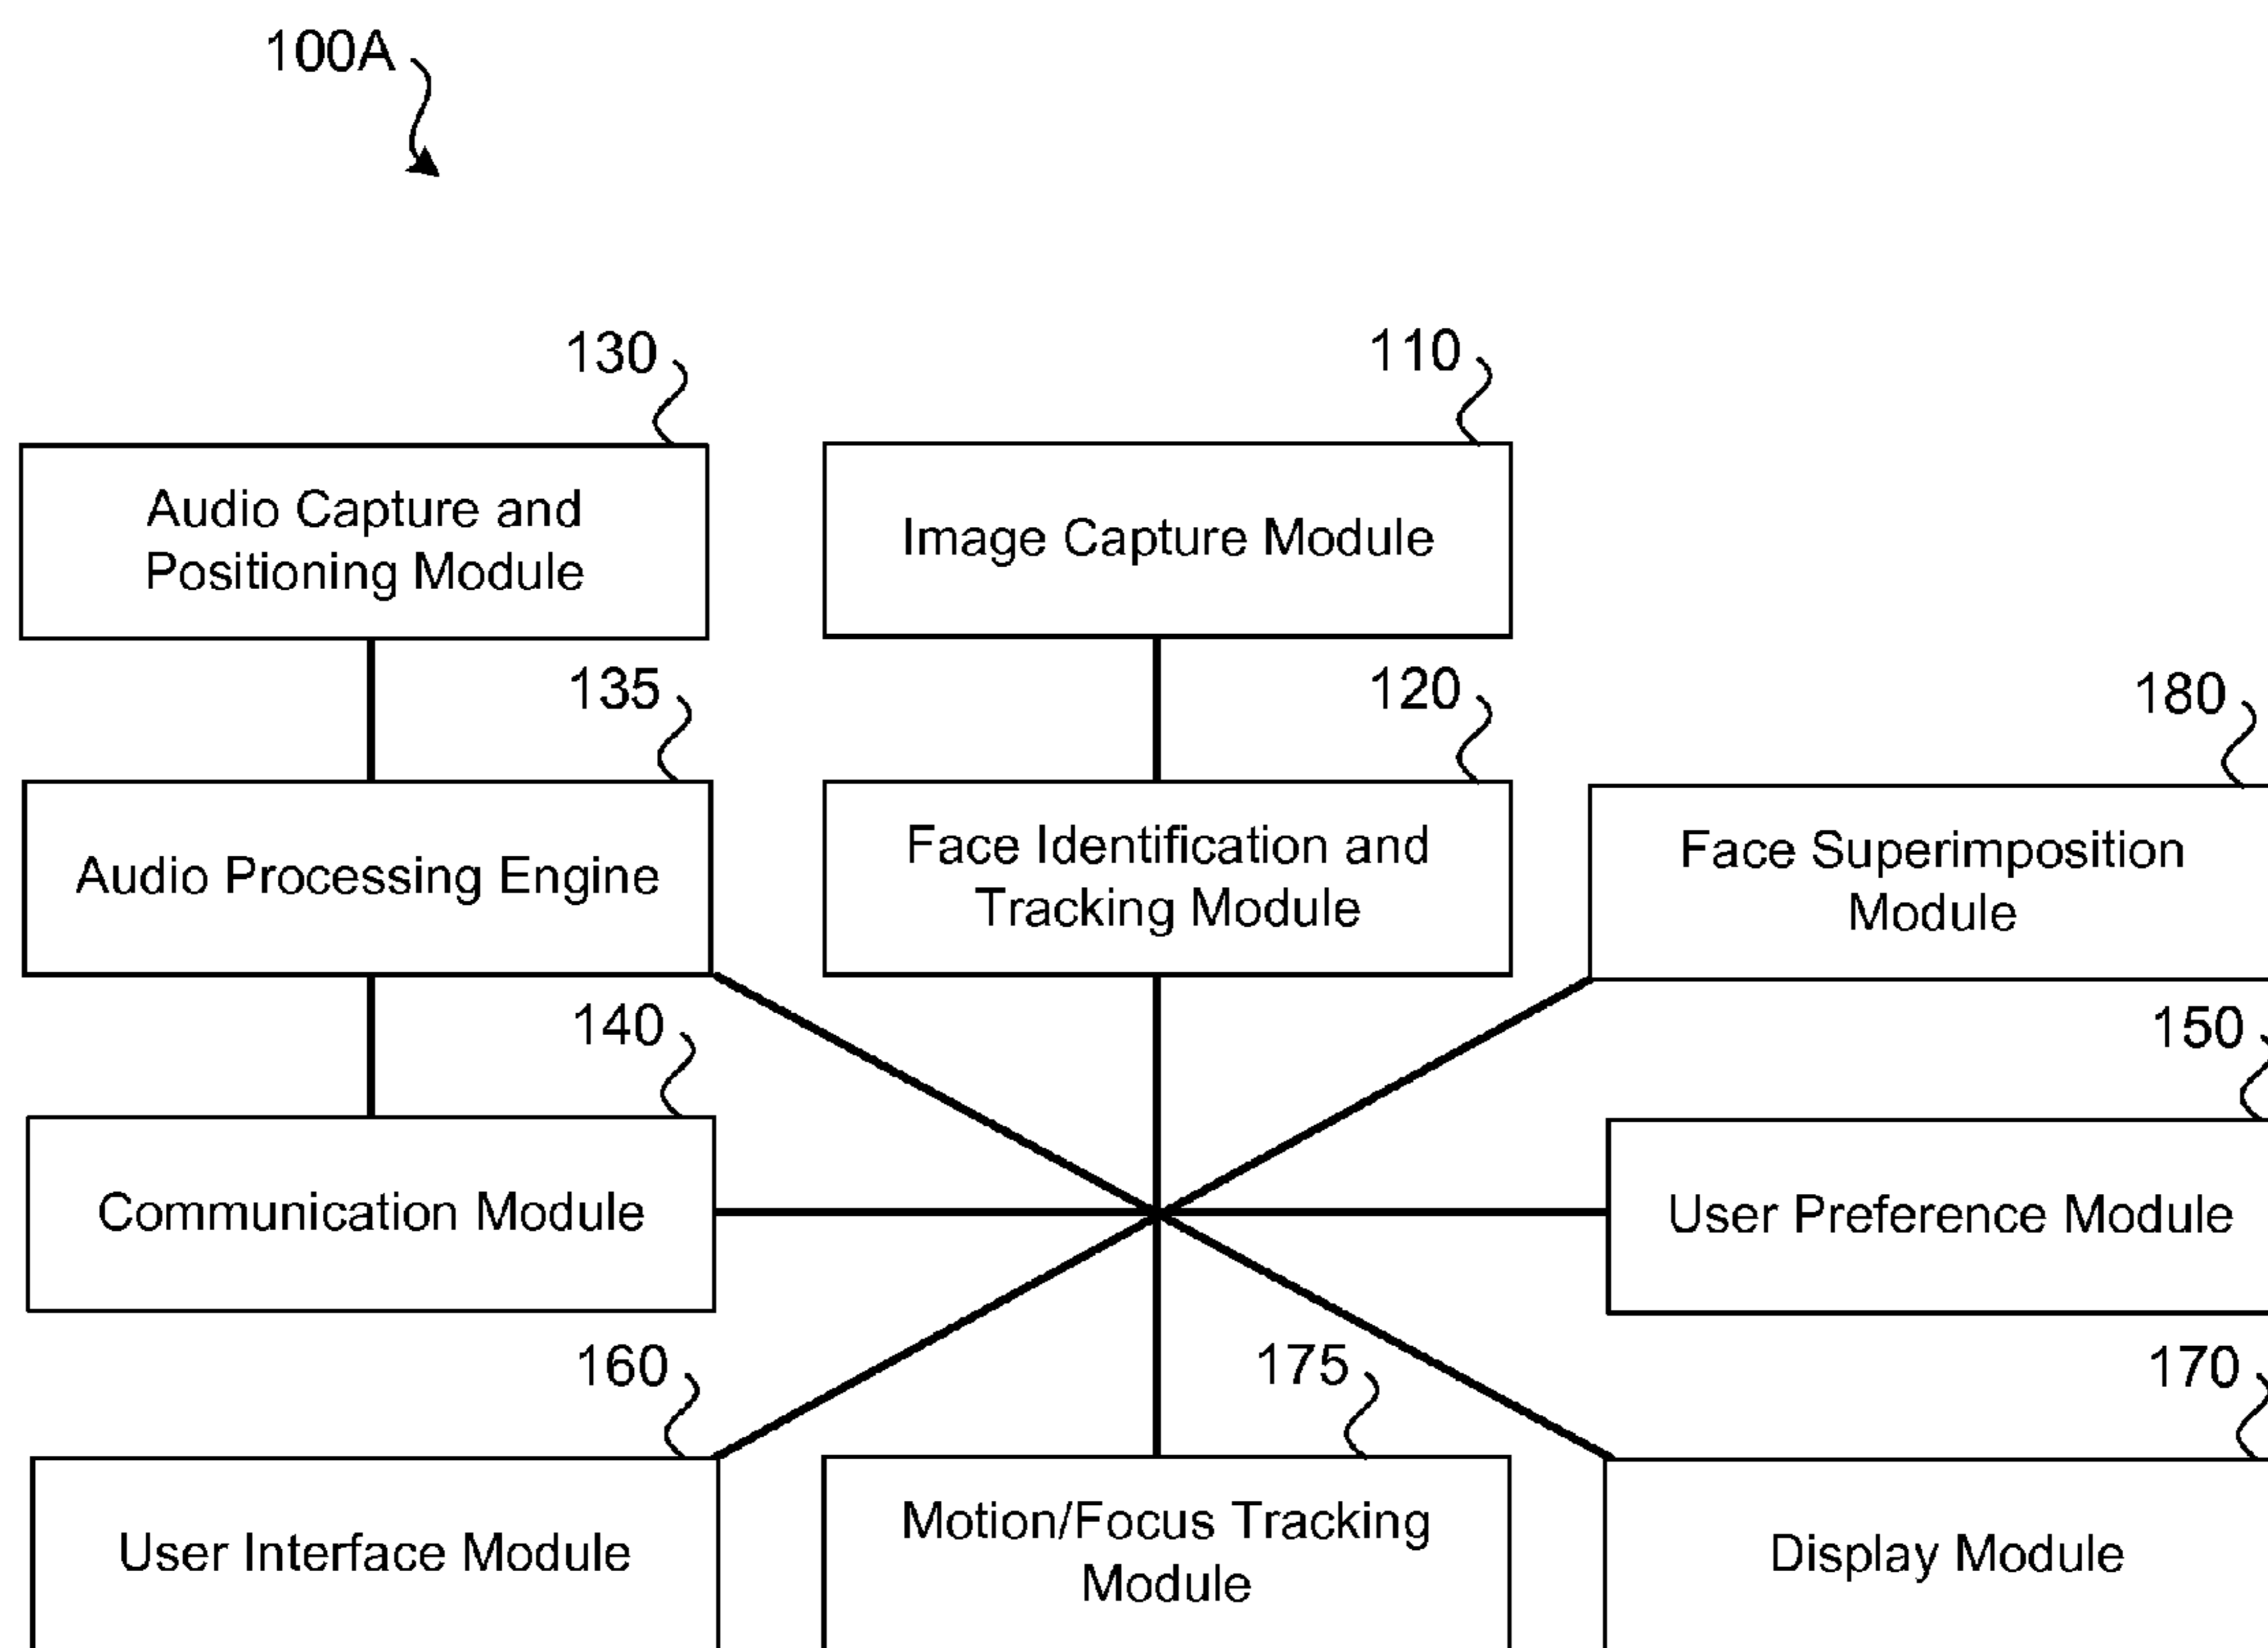 100A
130
110
Audio Capture and
Positioning Module
Image Capture Module
135
120
180
Audio Processing Engine
Face Identification and
Tracking Module
Face Superimposition
Module
140
150
Communication Module
User Preference Module
160
175
170
User Interface Module
Motion/Focus Tracking
Module
Display Module